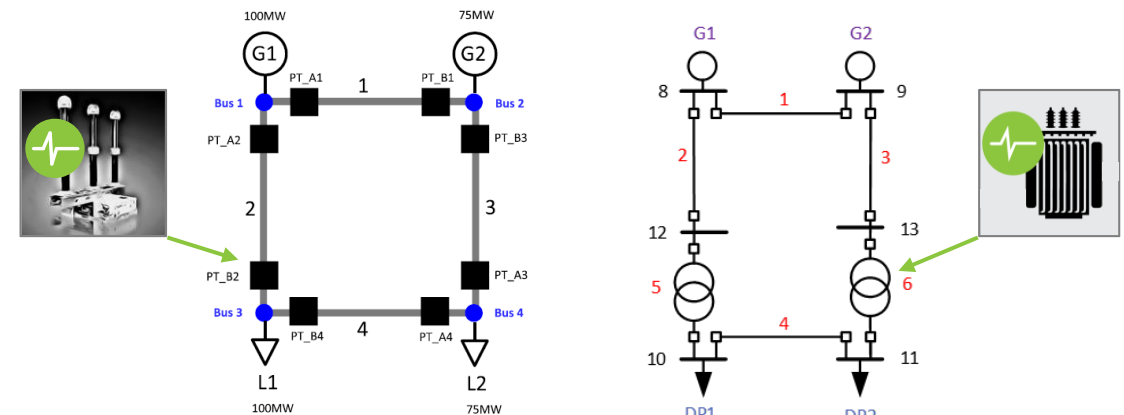 100MW
75MW
G1
G2
PT_A1
1
PT_B1
Bus 1
Bus 2
PT_A2
PT_B3
2
3
PT_B2
PT_A3
Bus 3
Bus 4
PT_B4
4
PT_A4
L1
L2
100MW
75MW
G1
G2
8
9
1
2
3
12
13
5
6
4
10
11
DP1
DP2